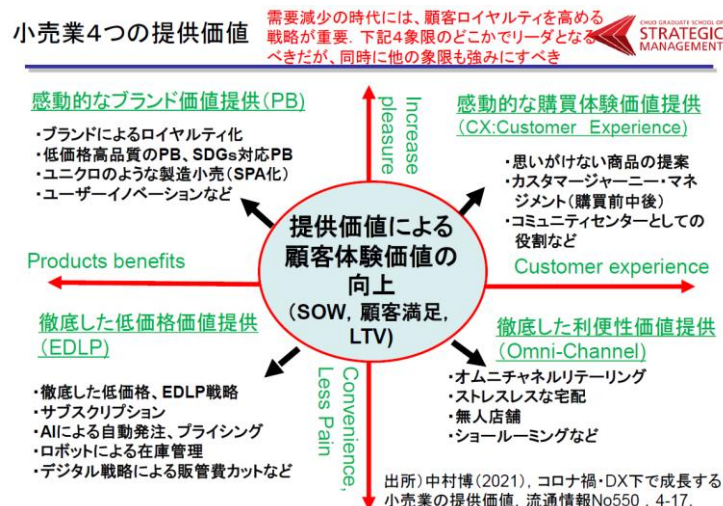 小売業4つの提供価値
需要減少の時代には、顧客ロイヤルティを高める
戦略が重要．下記4象限のどこかでリーダとなる
べきだが、同時に他の象限も強みにすべき
CHUO GRADUATE SCHOOL OF
STRATEGIC
MANAGEMENT
感動的なブランド価値提供(PB)
・ブランドによるロイヤルティ化
・低価格高品質のPB、SDGs対応PB
・ユニクロのような製造小売(SPA化)
・ユーザーイノベーションなど
Increase
pleasure
感動的な購買体験価値提供
(CX:Customer Experience)
・思いがけない商品の提案
・カスタマージャーニー・マネ
ジメント(購買前中後)
・コミュニティセンターとしての
役割など
提供価値による
顧客体験価値の
向上
(SOW, 顧客満足,
LTV)
Products benefits
Customer experience
徹底した低価格価値提供
(EDLP)
・徹底した低価格、EDLP戦略
・サブスクリプション
・AIによる自動発注、プライシング
・ロボットによる在庫管理
・デジタル戦略による販管費カットなど
Convenience,
Less Pain
徹底した利便性価値提供
(Omni-Channel)
・オムニチャネルリテーリング
・ストレスレスな宅配
・無人店舗
・ショールーミングなど
出所)中村博(2021)，コロナ禍・DX下で成長する
小売業の提供価値，流通情報No550，4-17.